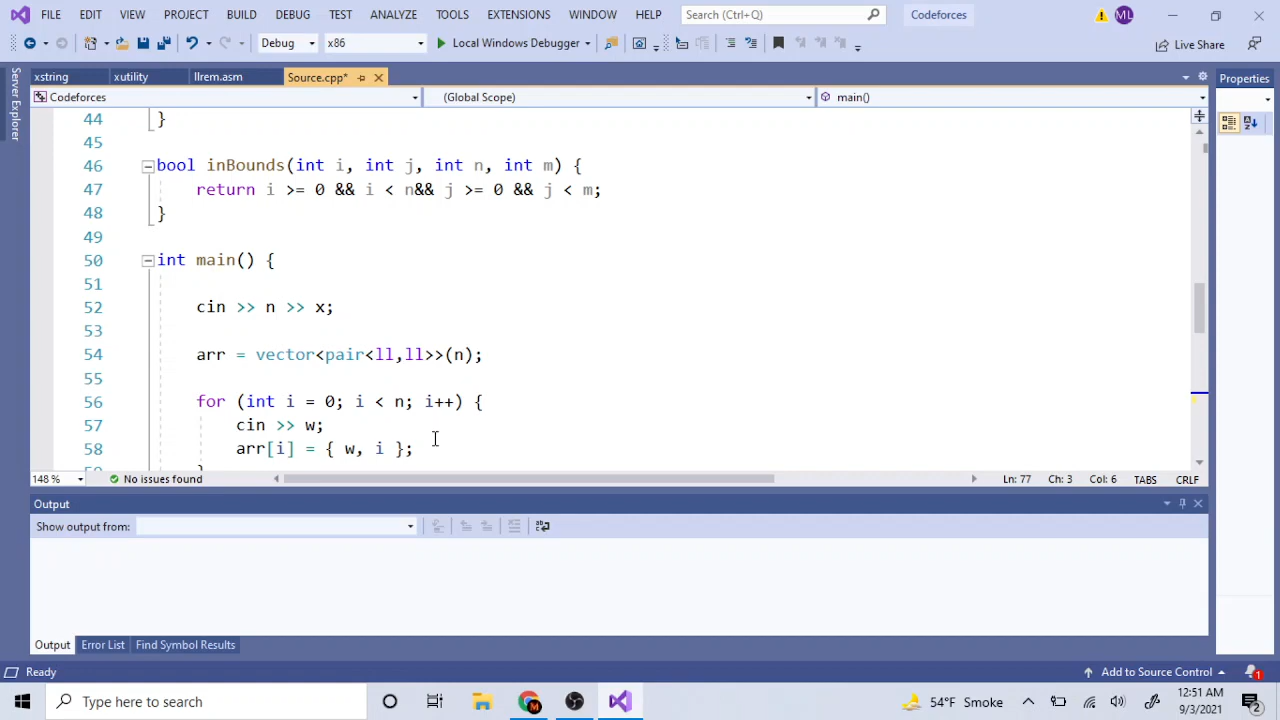 FILE EDIT VIEW PROJECT BUILD DEBUG TEST ANALYZE TOOLS EXTENSIONS WINDOW HELP Search (Ctrl+Q) Codeforces ML
Debug x86 Local Windows Debugger Live Share
xstring xutility llrem.asm Source.cpp* Properties
Server Explorer
Codeforces (Global Scope) main()
44 }
45
46 bool inBounds(int i, int j, int n, int m) {
47 return i >= 0 && i < n&& j >= 0 && j < m;
48 }
49
50 int main() {
51
52 cin >> n >> x;
53
54 arr = vector<pair<ll,ll>>(n);
55
56 for (int i = 0; i < n; i++) {
57 cin >> w;
58 arr[i] = { w, i };
148 % No issues found Ln: 77 Ch: 3 Col: 6 TABS CRLF
Output
Show output from:
Output Error List Find Symbol Results
Ready Add to Source Control 1
Type here to search 54°F Smoke 12:51 AM
9/3/2021 2